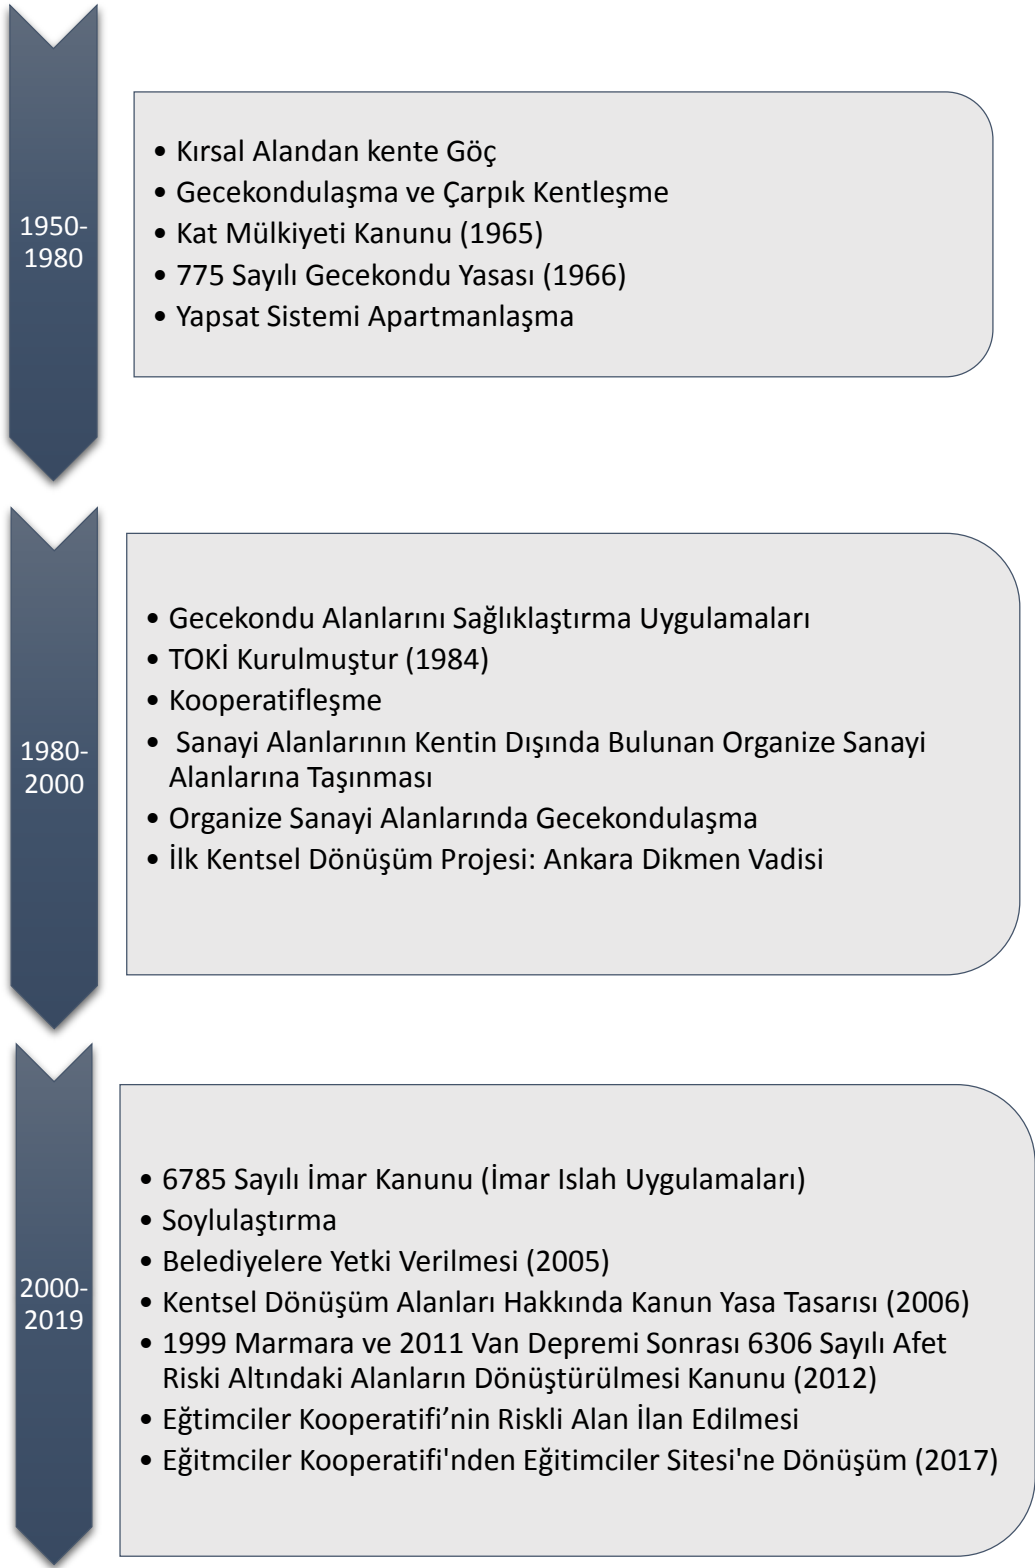 1950-
1980
• Kırsal Alandan kente Göç
• Gecekondulaşma ve Çarpık Kentleşme
• Kat Mülkiyeti Kanunu (1965)
• 775 Sayılı Gecekondu Yasası (1966)
• Yapsat Sistemi Apartmanlaşma
1980-
2000
• Gecekondu Alanlarını Sağlıklaştırma Uygulamaları
• TOKİ Kurulmuştur (1984)
• Kooperatifleşme
• Sanayi Alanlarının Kentin Dışında Bulunan Organize Sanayi
Alanlarına Taşınması
• Organize Sanayi Alanlarında Gecekondulaşma
• İlk Kentsel Dönüşüm Projesi: Ankara Dikmen Vadisi
2000-
2019
• 6785 Sayılı İmar Kanunu (İmar Islah Uygulamaları)
• Soylulaştırma
• Belediyelere Yetki Verilmesi (2005)
• Kentsel Dönüşüm Alanları Hakkında Kanun Yasa Tasarısı (2006)
• 1999 Marmara ve 2011 Van Depremi Sonrası 6306 Sayılı Afet
Riski Altındaki Alanların Dönüştürülmesi Kanunu (2012)
• Eğtimciler Kooperatifi’nin Riskli Alan İlan Edilmesi
• Eğitmciler Kooperatifi'nden Eğitimciler Sitesi'ne Dönüşüm (2017)